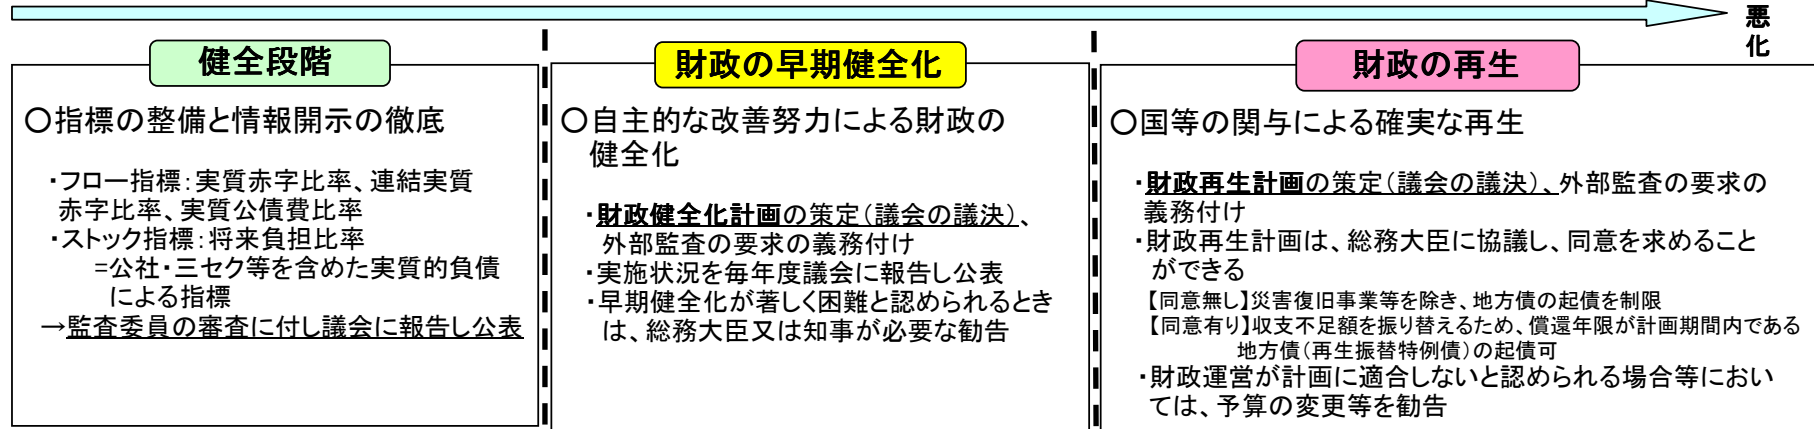 悪
化
健全段階
〇指標の整備と情報開示の徹底
・フロー指標：実質赤字比率、連結実質
赤字比率、実質公債費比率
・ストック指標：将来負担比率
=公社・三セク等を含めた実質的負債
による指標
→監査委員の審査に付し議会に報告し公表
財政の早期健全化
〇自主的な改善努力による財政の
健全化
・財政健全化計画の策定（議会の議決）、
外部監査の要求の義務付け
・実施状況を毎年度議会に報告し公表
・早期健全化が著しく困難と認められるとき
は、総務大臣又は知事が必要な勧告
財政の再生
〇国等の関与による確実な再生
・財政再生計画の策定（議会の議決）、外部監査の要求の
義務付け
・財政再生計画は、総務大臣に協議し、同意を求めること
ができる
【同意無し】災害復旧事業等を除き、地方債の起債を制限
【同意有り】収支不足額を振り替えるため、償還年限が計画期間内である
地方債（再生振替特例債）の起債可
・財政運営が計画に適合しないと認められる場合等におい
ては、予算の変更等を勧告